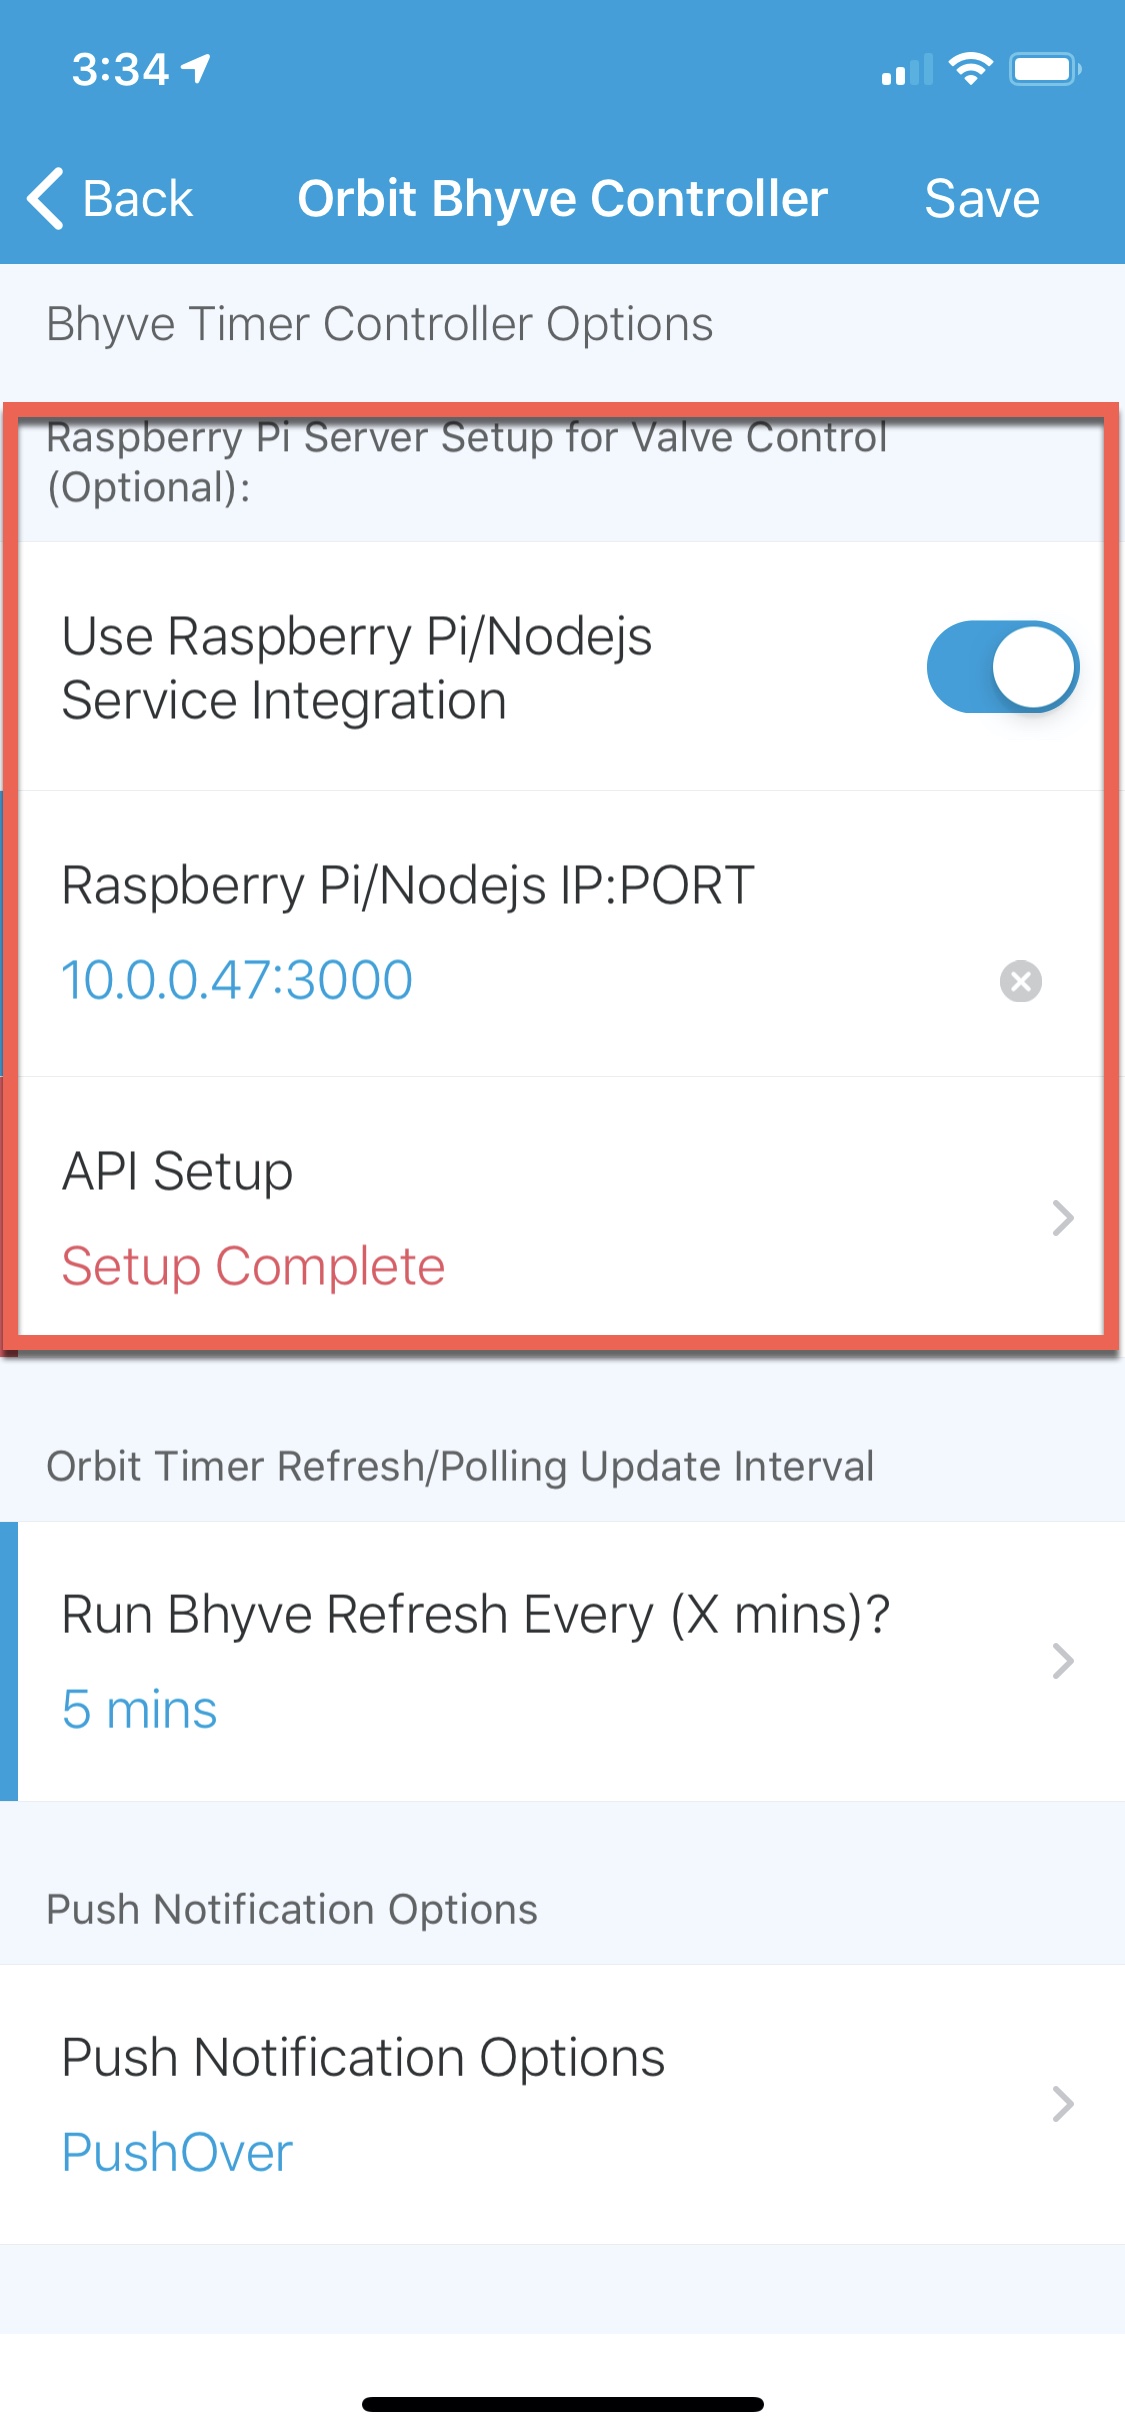 3:34
Back
Orbit Bhyve Controller
Save
Bhyve Timer Controller Options
Raspberry Pi Server Setup for Valve Control
(Optional):
Use Raspberry Pi/Nodejs
Service Integration
Raspberry Pi/Nodejs IP:PORT
10.0.0.47:3000
API Setup
Setup Complete
Orbit Timer Refresh/Polling Update Interval
Run Bhyve Refresh Every (X mins)?
5 mins
Push Notification Options
Push Notification Options
PushOver